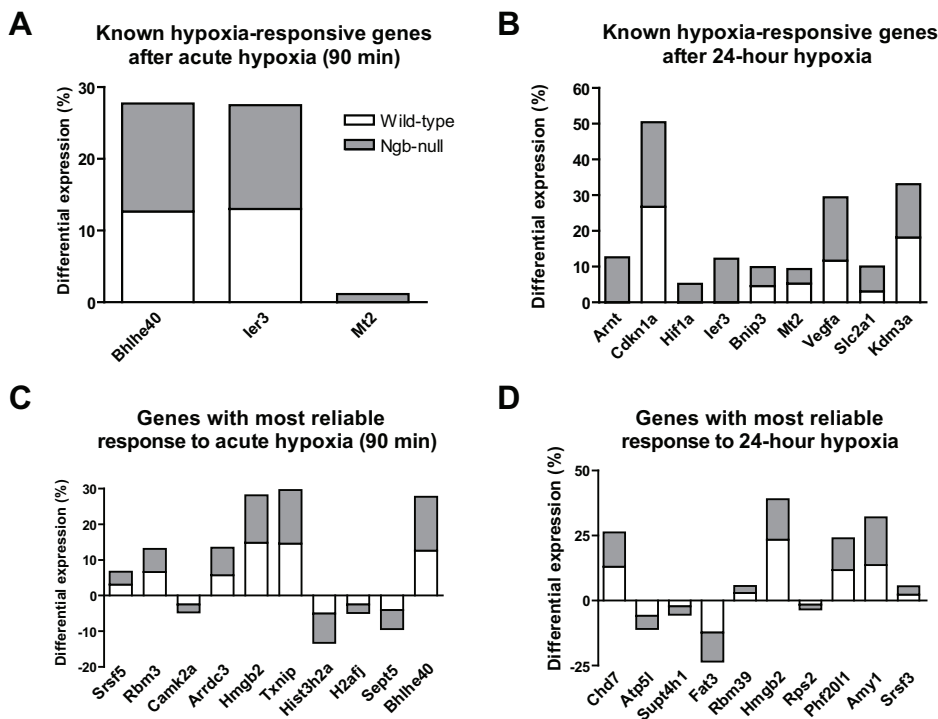 A
Known hypoxia-responsive genes
after acute hypoxia (90 min)
Differential expression (%)
30
20
10
0
Wild-type
Ngb-null
Bhlhe40
Ier3
Mt2
B
Known hypoxia-responsive genes
after 24-hour hypoxia
Differential expression (%)
60
50
40
30
20
10
0
Arnt
Cdkn1a
Hif1a
Ier3
Bnip3
Mt2
Vegfa
Slc2a1
Kdm3a
C
Genes with most reliable
response to acute hypoxia (90 min)
Differential expression (%)
30
20
10
0
-10
-20
Srsf5
Rbm3
Camk2a
Arrdc3
Hmgb2
Txnip
Hist3h2a
H2afj
Sept5
Bhlhe40
D
Genes with most reliable
response to 24-hour hypoxia
Differential expression (%)
50
25
0
-25
Chd7
Atp5l
Supt4h1
Fat3
Rbm39
Hmgb2
Rps2
Phf20l1
Amy1
Srsf3